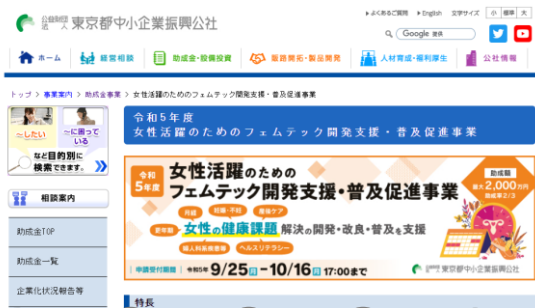 よくあるご質問 English 文字サイズ 小 標準 大
公益財団法人 東京都中小企業振興公社
Google 提供
ホーム 経営相談 助成金・設備投資 販路開拓・製品開発 人材育成・福利厚生 公社情報
トップ > 事業案内 > 助成金事業 > 女性活躍のためのフェムテック開発支援・普及促進事業
～したい
～に困っている
など目的別に
検索できます。
相談案内
助成金TOP
助成金一覧
企業化状況報告等
令和5年度
女性活躍のためのフェムテック開発支援・普及促進事業
令和5年度
女性活躍のための
フェムテック開発支援・普及促進事業
助成額
最大2,000万円
助成率2/3
月経 妊娠・不妊 産後ケア
更年期 女性の健康課題 解決の開発・改良・普及を支援
婦人科系疾患等 ヘルスリテラシー
申請受付期間 令和5年 9/25月-10/16月 17:00まで
東京都中小企業振興公社
特長